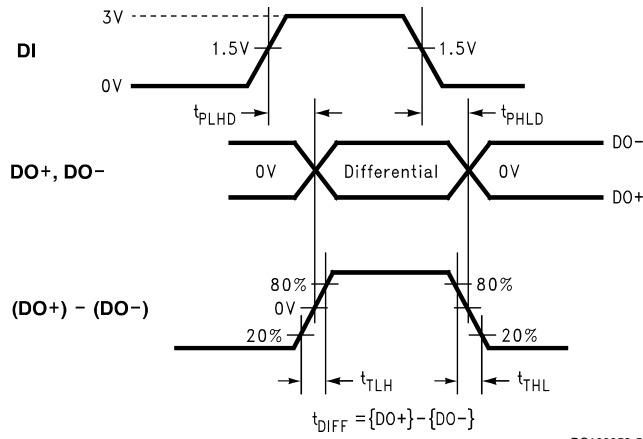 3V
DI
1.5V
1.5V
0V
tPLHD
tPHLD
DO-
DO+, DO-
0V
Differential
0V
DO+
80%
80%
(DO+) - (DO-)
0V
20%
20%
tTLH
tTHL
tDIFF = {DO+}-{DO-}